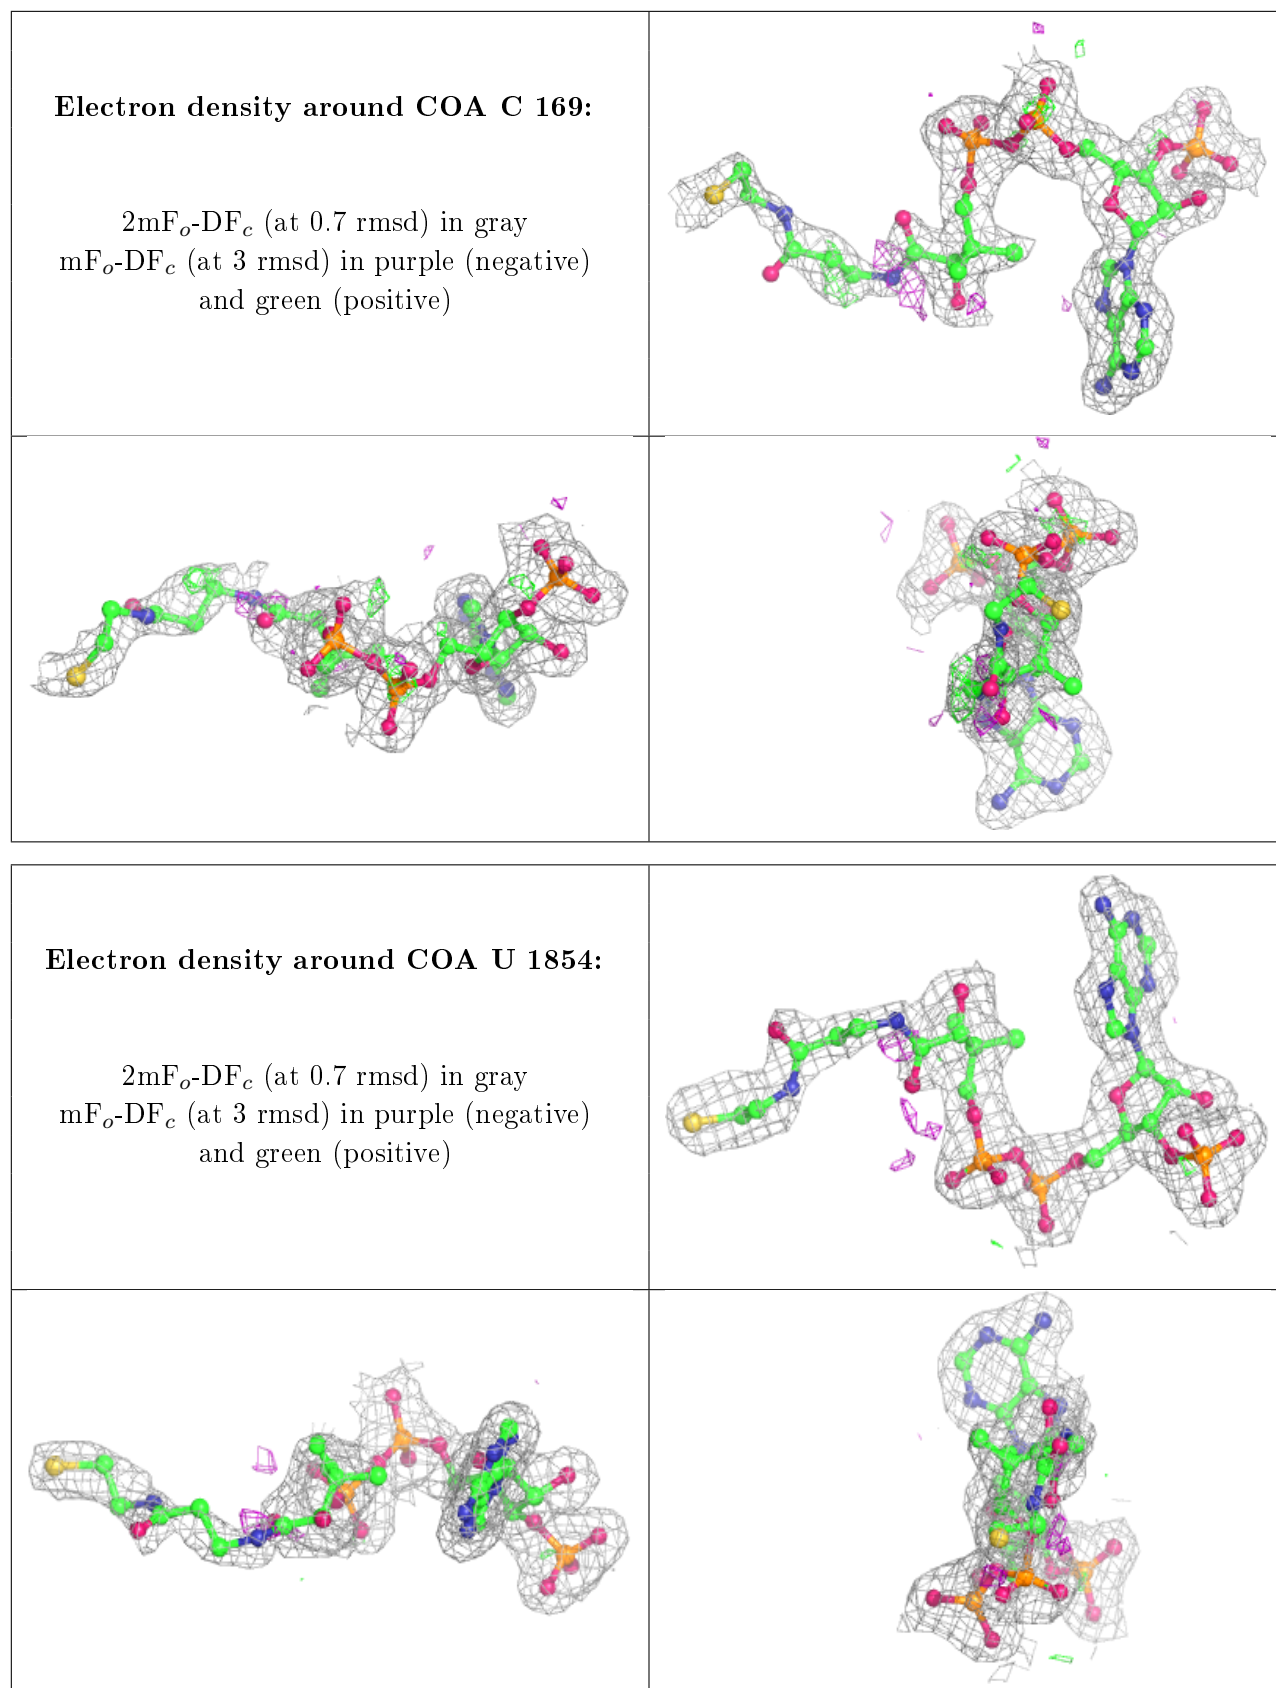 Electron density around COA C 169:
2mFₒ-DF𝒸 (at 0.7 rmsd) in gray
mFₒ-DF𝒸 (at 3 rmsd) in purple (negative)
and green (positive)
Electron density around COA U 1854:
2mFₒ-DF𝒸 (at 0.7 rmsd) in gray
mFₒ-DF𝒸 (at 3 rmsd) in purple (negative)
and green (positive)